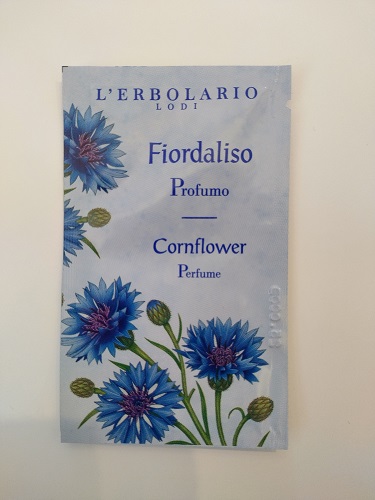 L'ERBOLARIO
LODI
Fiordaliso
Profumo
Cornflower
Perfume